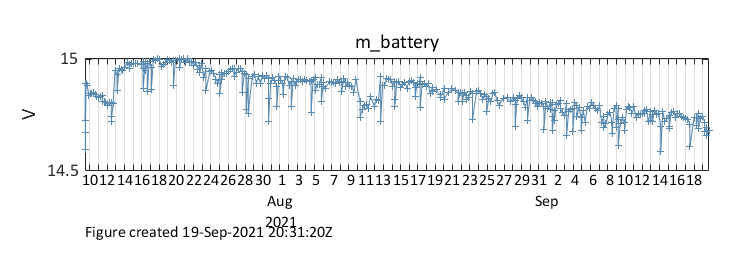 m_battery
15
V
14.5
10 12 14 16 18 20 22 24 26 28 30 1 3 5 7 9 11 13 15 17 19 21 23 25 27 29 31 2 4 6 8 10 12 14 16 18
Aug Sep
2021
Figure created 19-Sep-2021 20:31:20Z